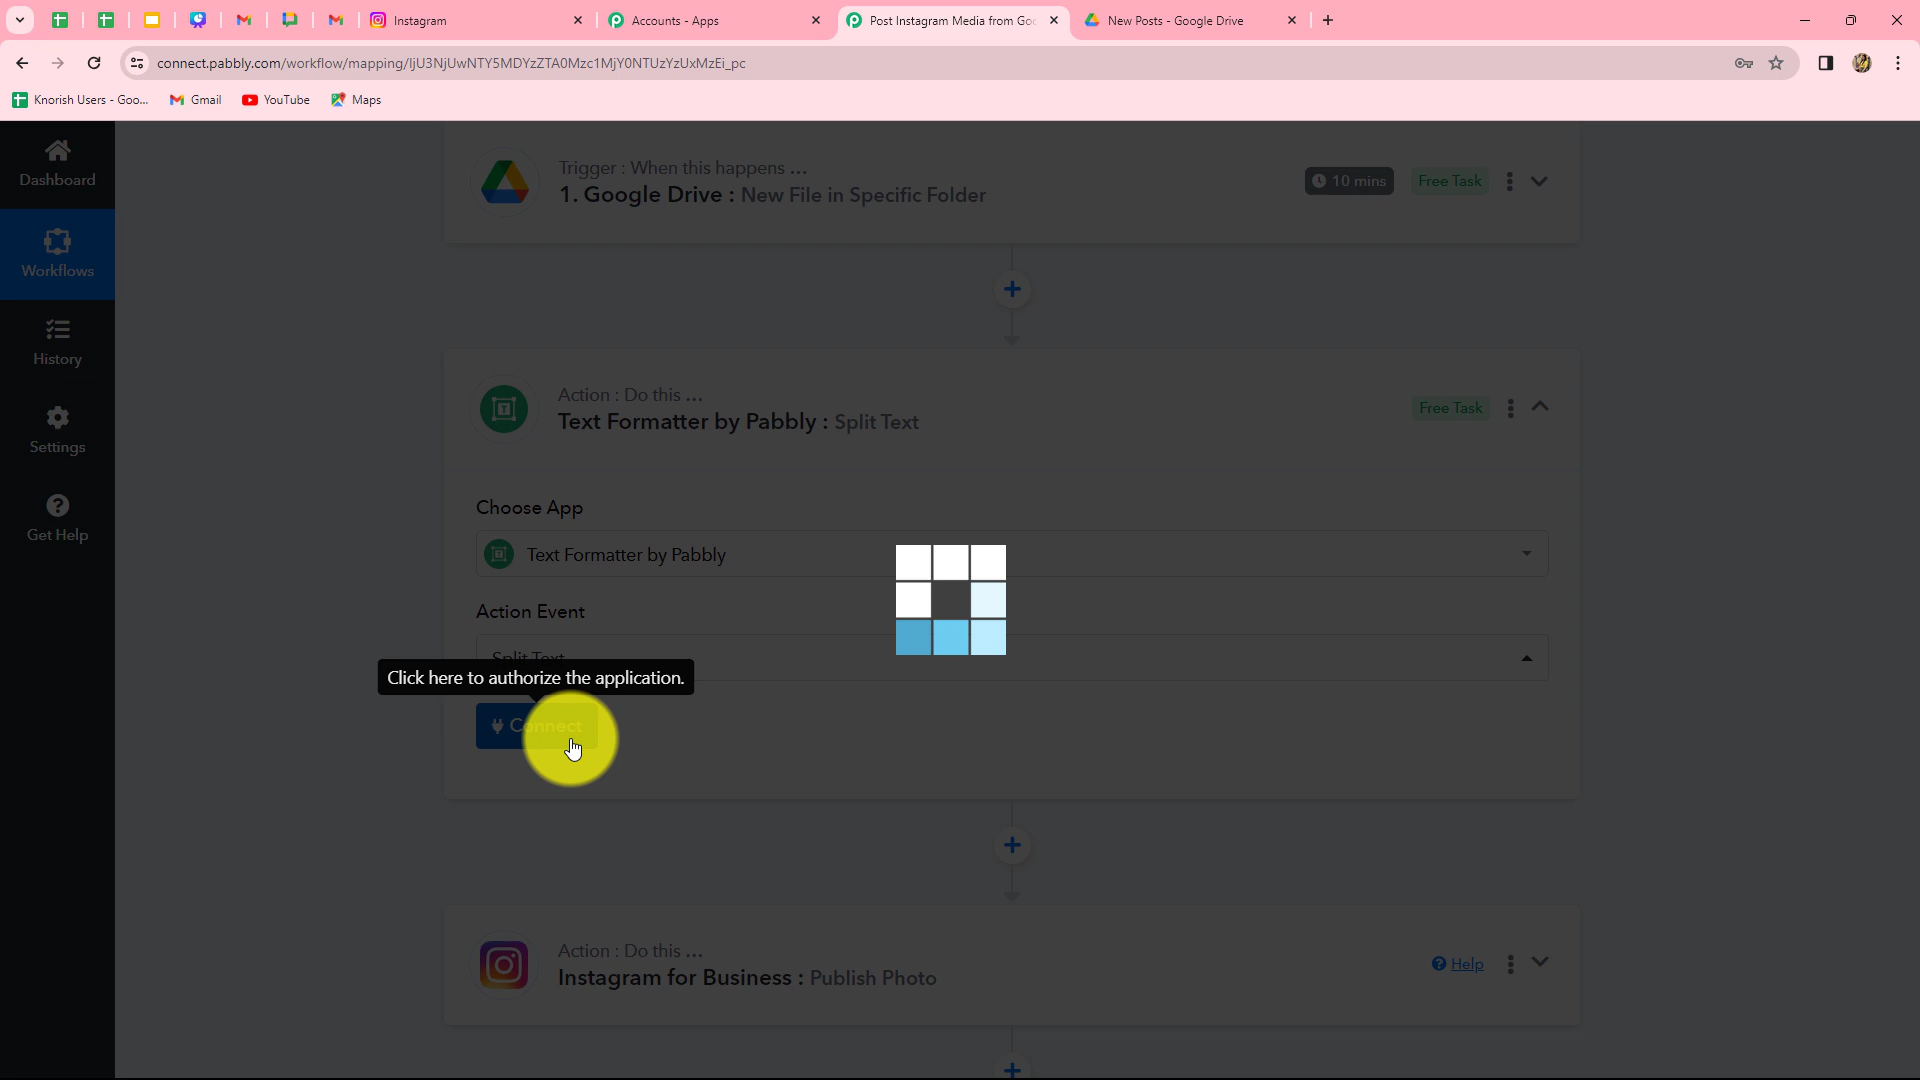 Instagram
Accounts - Apps
Post Instagram Media from Goo
New Posts - Google Drive
connect.pabbly.com/workflow/mapping/IjU3NjUwNTY5MDYzZTA0Mzc1MjY0NTUzYzUxMzEi_pc
Knorish Users - Goo...
Gmail
YouTube
Maps
Dashboard
Workflows
History
Settings
Get Help
Trigger : When this happens ...
1. Google Drive : New File in Specific Folder
10 mins
Free Task
Action : Do this ...
Text Formatter by Pabbly : Split Text
Free Task
Choose App
Text Formatter by Pabbly
Action Event
Split Text
Click here to authorize the application.
Connect
Action : Do this ...
Instagram for Business : Publish Photo
Help